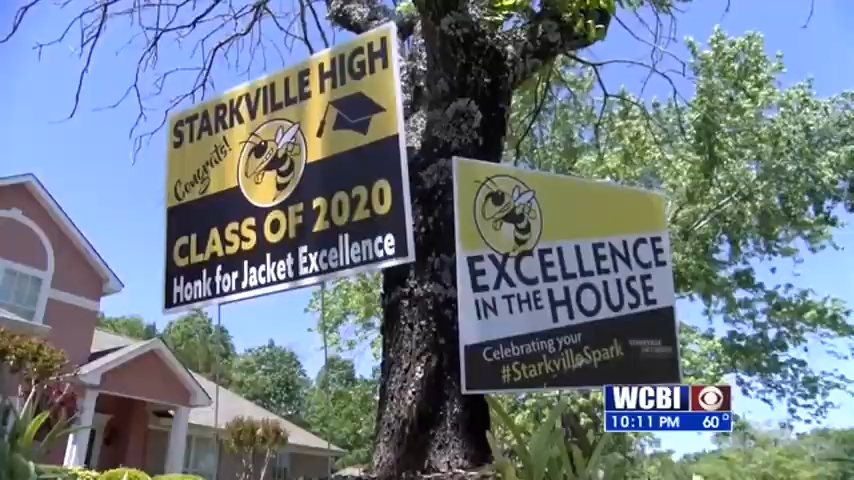 STARKVILLE HIGH
Congrats!
CLASS OF 2020
Honk for Jacket Excellence
EXCELLENCE
IN THE HOUSE
Celebrating your
#StarkvilleSpark
WCBI
10:11 PM 60°